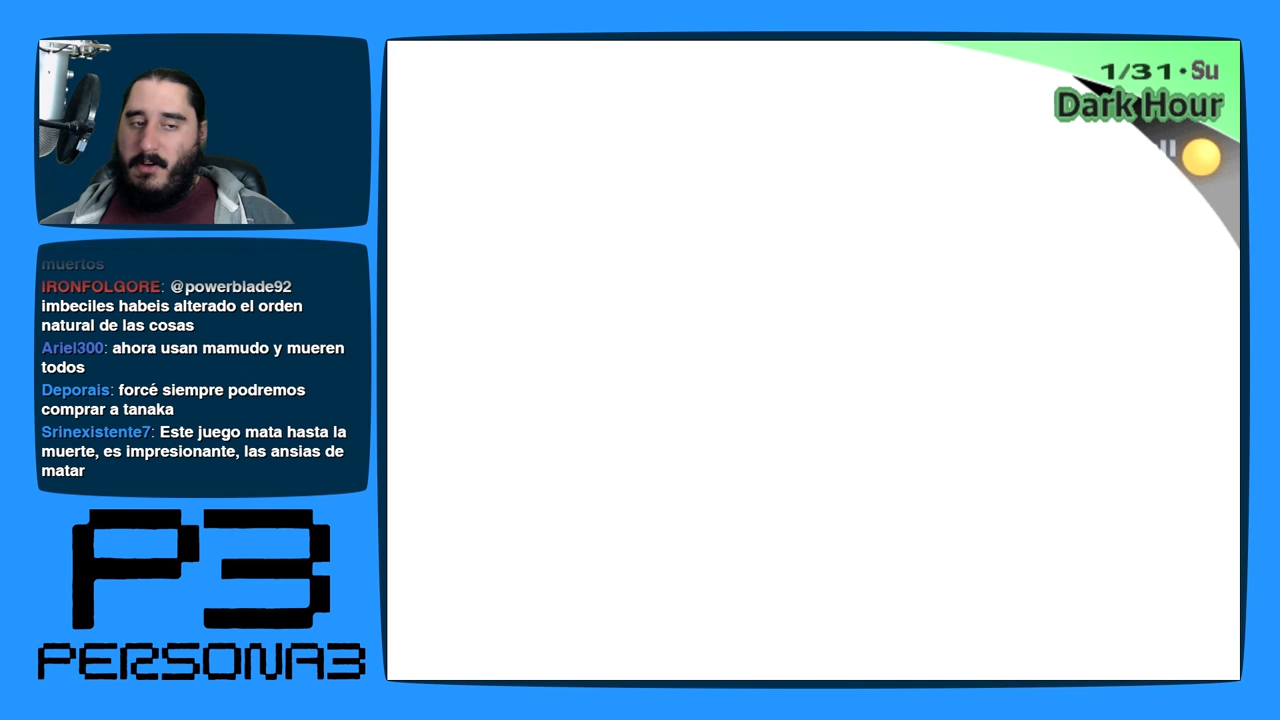 muertos
IRONFOLGORE: @powerblade92
imbeciles habeis alterado el orden
natural de las cosas
Ariel300: ahora usan mamudo y mueren
todos
Deporais: forcé siempre podremos
comprar a tanaka
Srinexistente7: Este juego mata hasta la
muerte, es impresionante, las ansias de
matar
P3
PERSONA3
1/31·Su
Dark Hour